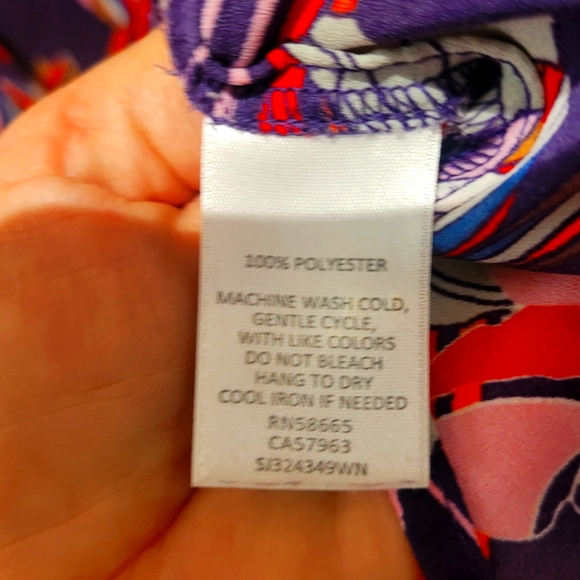 100% POLYESTER
MACHINE WASH COLD,
GENTLE CYCLE,
WITH LIKE COLORS
DO NOT BLEACH
HANG TO DRY
COOL IRON IF NEEDED
RN58665
CA57963
SJ324349WN